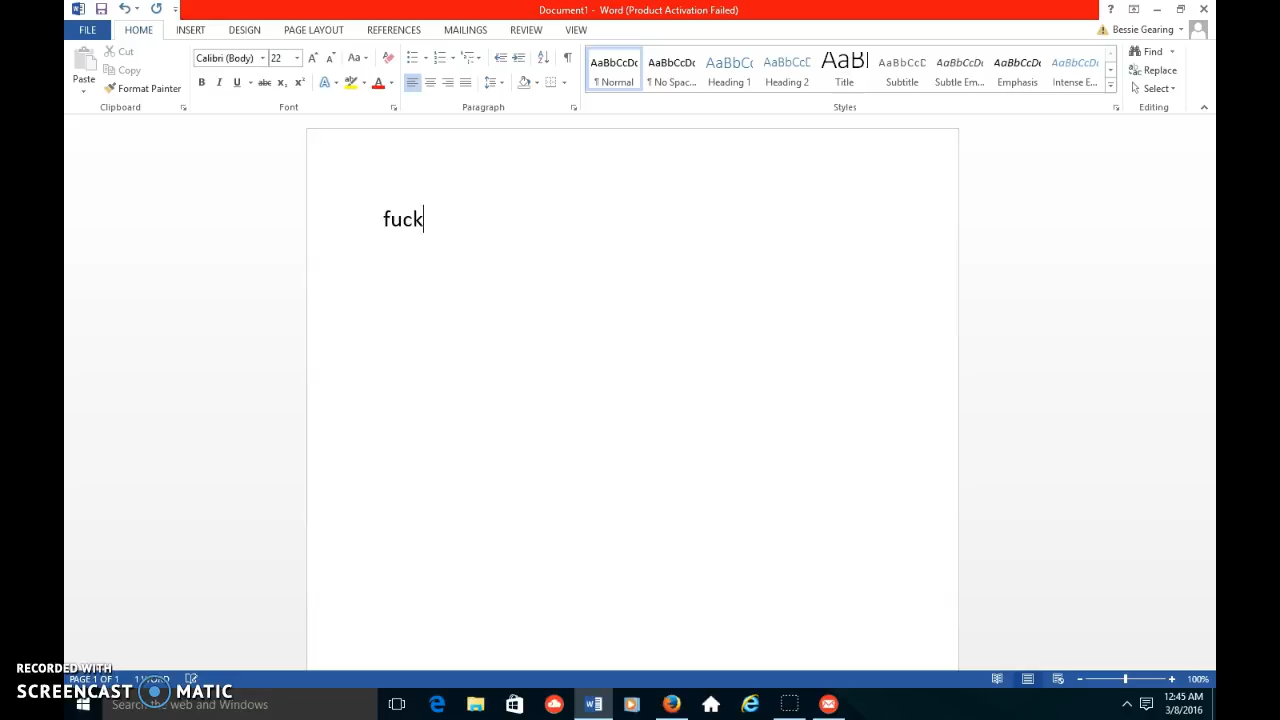 Document1 - Word (Product Activation Failed)
FILE HOME INSERT DESIGN PAGE LAYOUT REFERENCES MAILINGS REVIEW VIEW
Bessie Gearing
Paste
Cut
Copy
Format Painter
Calibri (Body) 22
AaBbCcDc AaBbCcDc AaBbCc AaBbCcD AaBl AaBbCcD AaBbCcDc AaBbCcDc AaBbCcDc
¶ Normal ¶ No Spac... Heading 1 Heading 2 Title Subtitle Subtle Em... Emphasis Intense E...
Find
Replace
Select
Clipboard Font Paragraph Styles Editing
fuck
RECORDED WITH
SCREENCAST MATIC
PAGE 1 OF 1 1 WORD
100%
Search the web and Windows
12:45 AM
3/8/2016